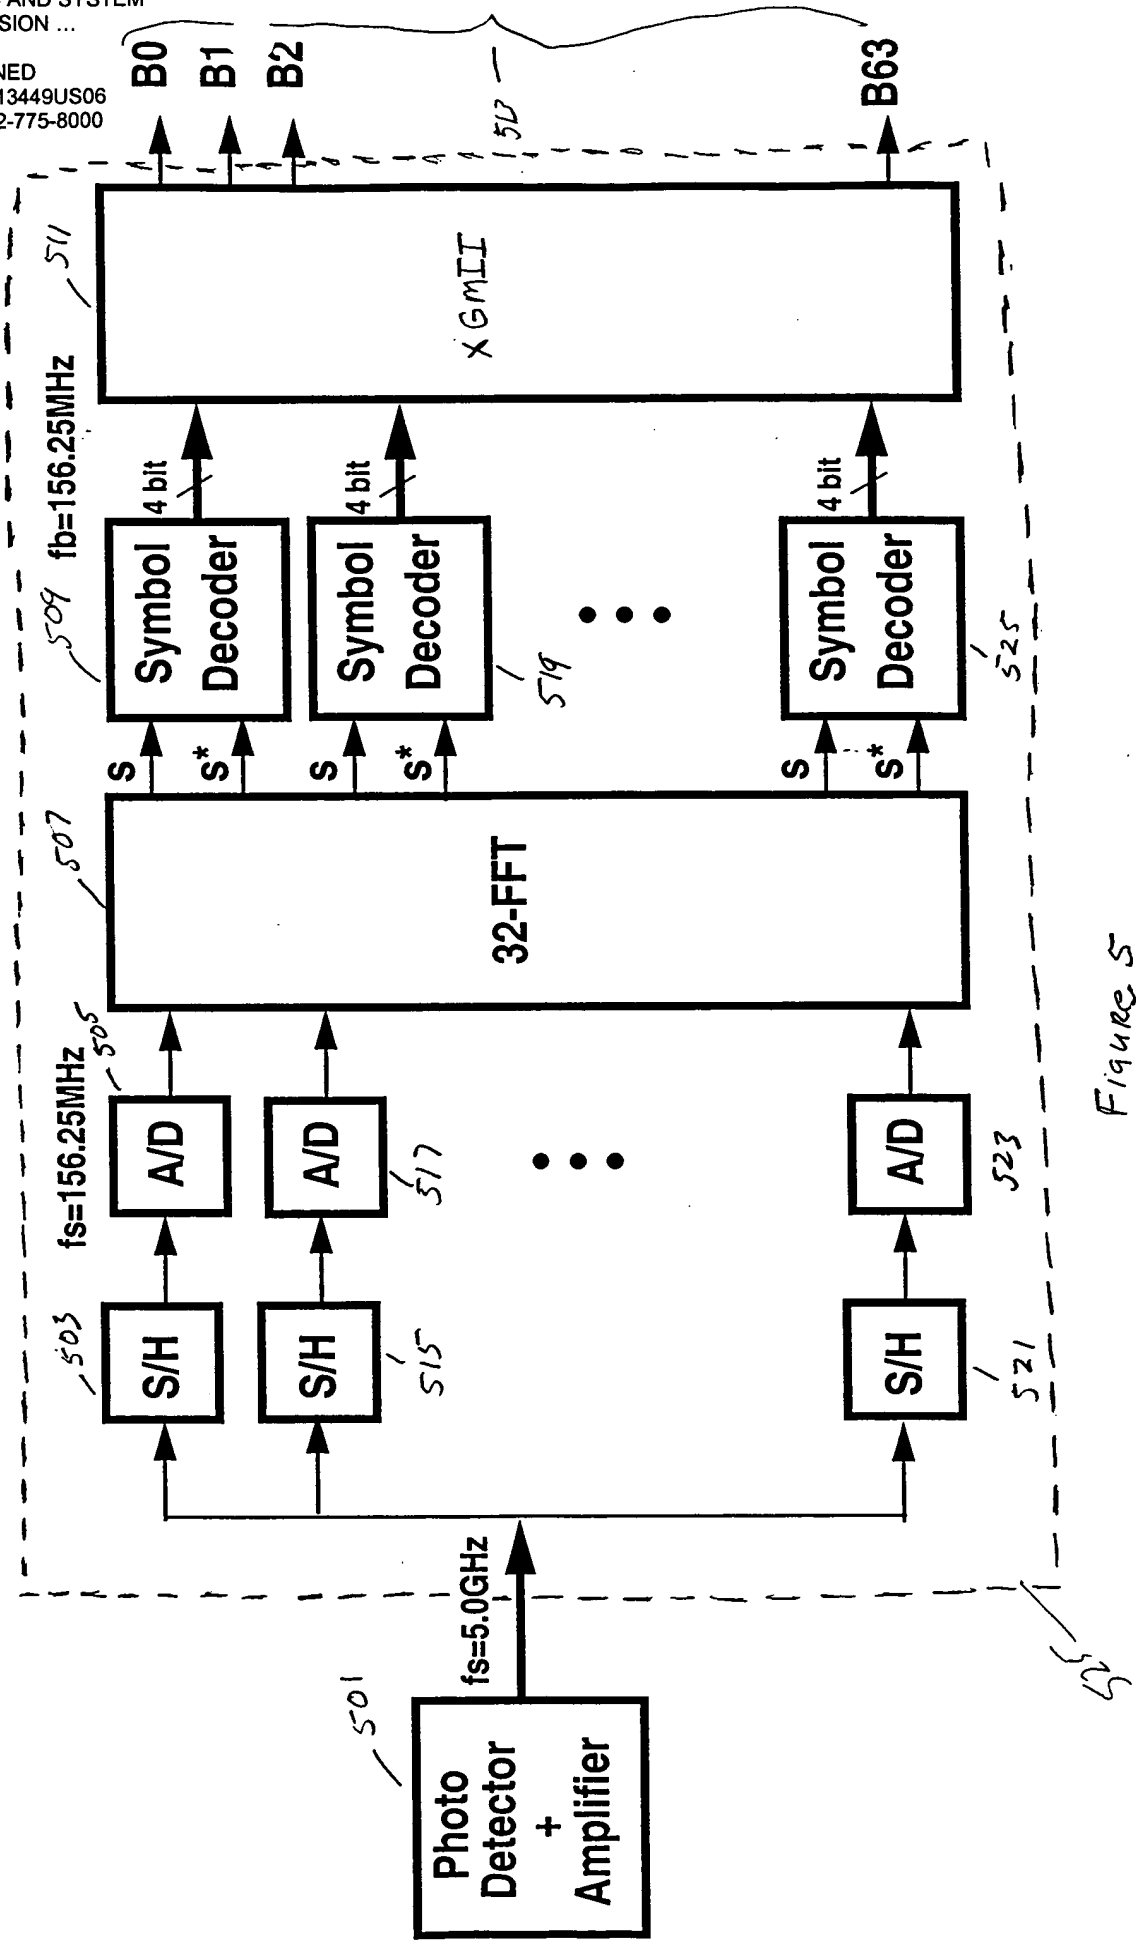 AND SYSTEM
SION ...
NED
13449US06
2-775-8000
B0
B1
B2
B63
513
511
XGMII
fb=156.25MHz
4 bit
4 bit
4 bit
509
Symbol
Decoder
Symbol
Decoder
519
Symbol
Decoder
525
s
s*
s
s*
s
s*
507
32-FFT
fs=156.25MHz
505
A/D
A/D
517
A/D
523
503
S/H
S/H
515
S/H
521
fs=5.0GHz
501
Photo
Detector
+
Amplifier
525
Figure 5